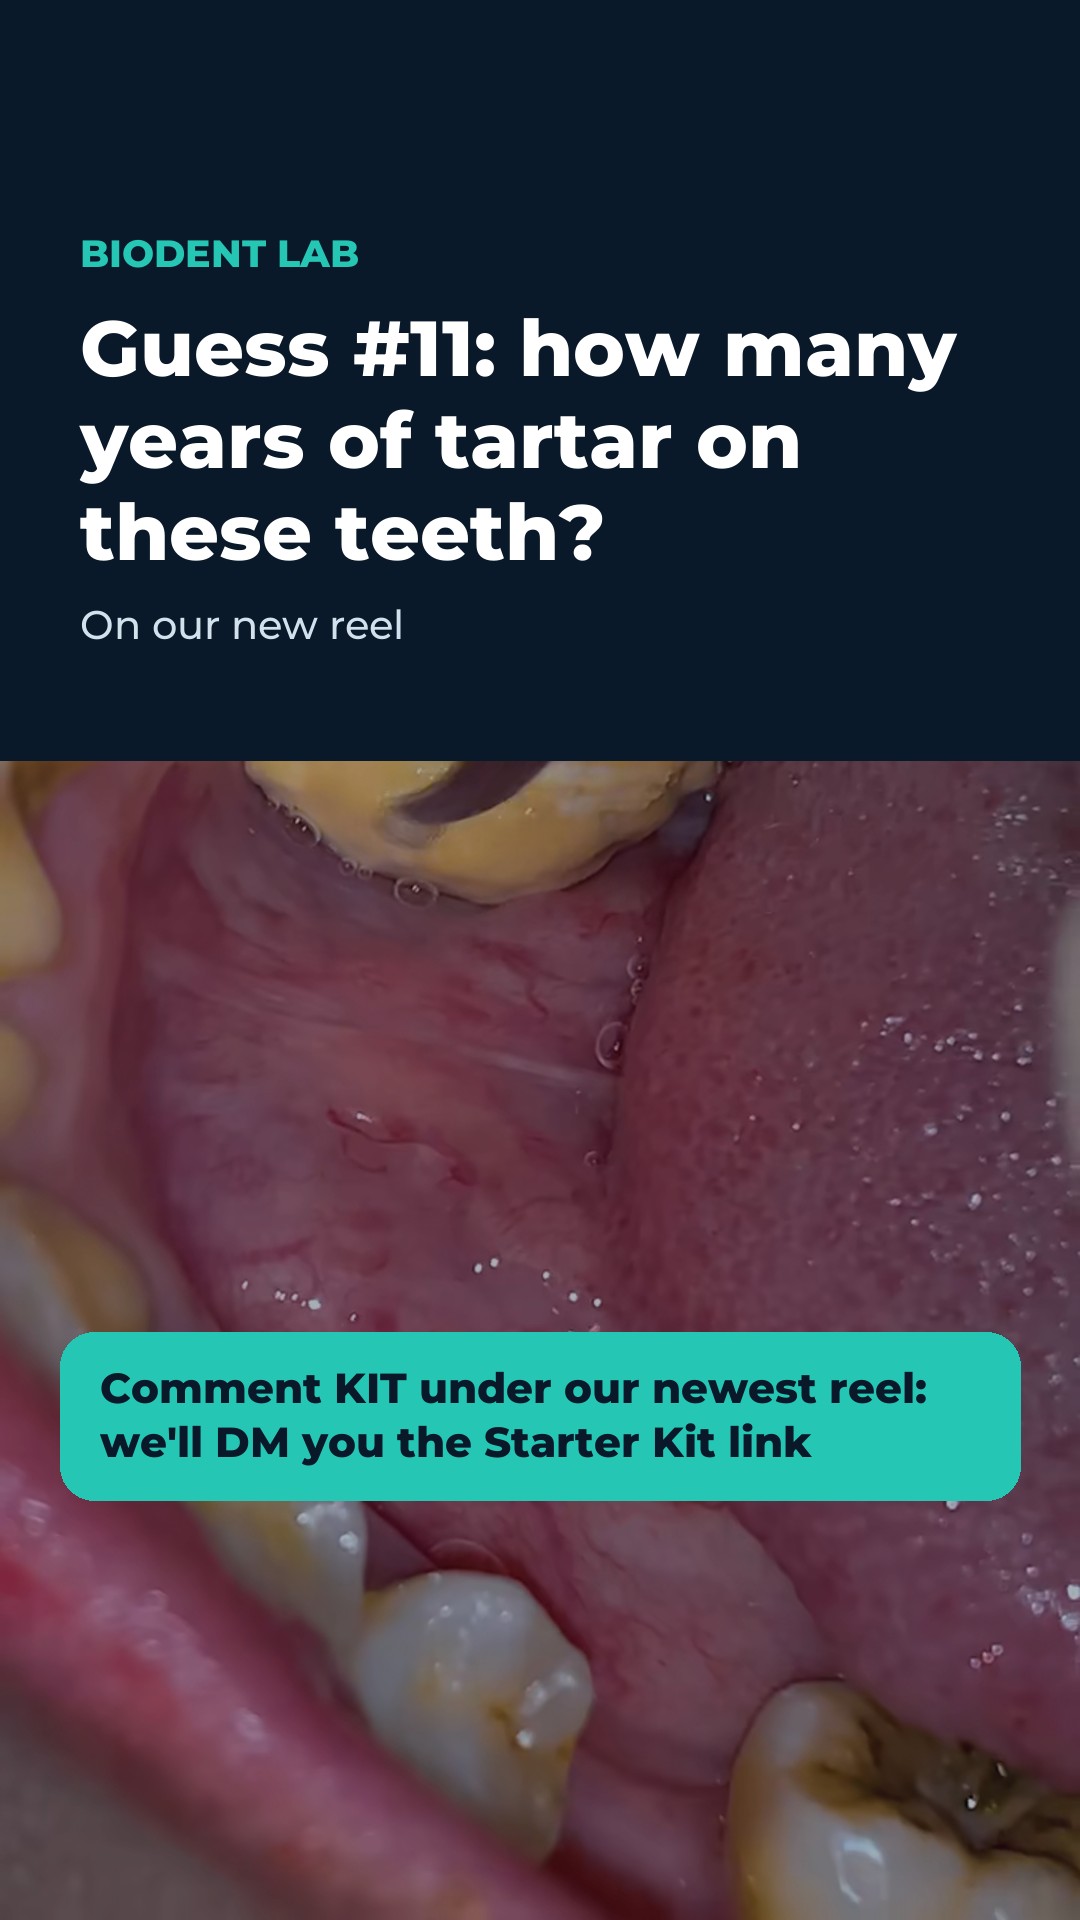 BIODENT LAB
Guess #11: how many
years of tartar on
these teeth?
On our new reel
Comment KIT under our newest reel:
we'll DM you the Starter Kit link